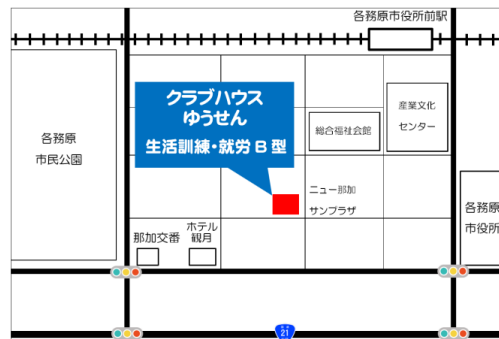 各務原市役所前駅
クラブハウス
ゆうせん
生活訓練・就労B型
各務原
市民公園
総合福祉会館
産業文化
センター
ニュー那加
サンプラザ
各務原
市役所
那加交番
ホテル
観月
21